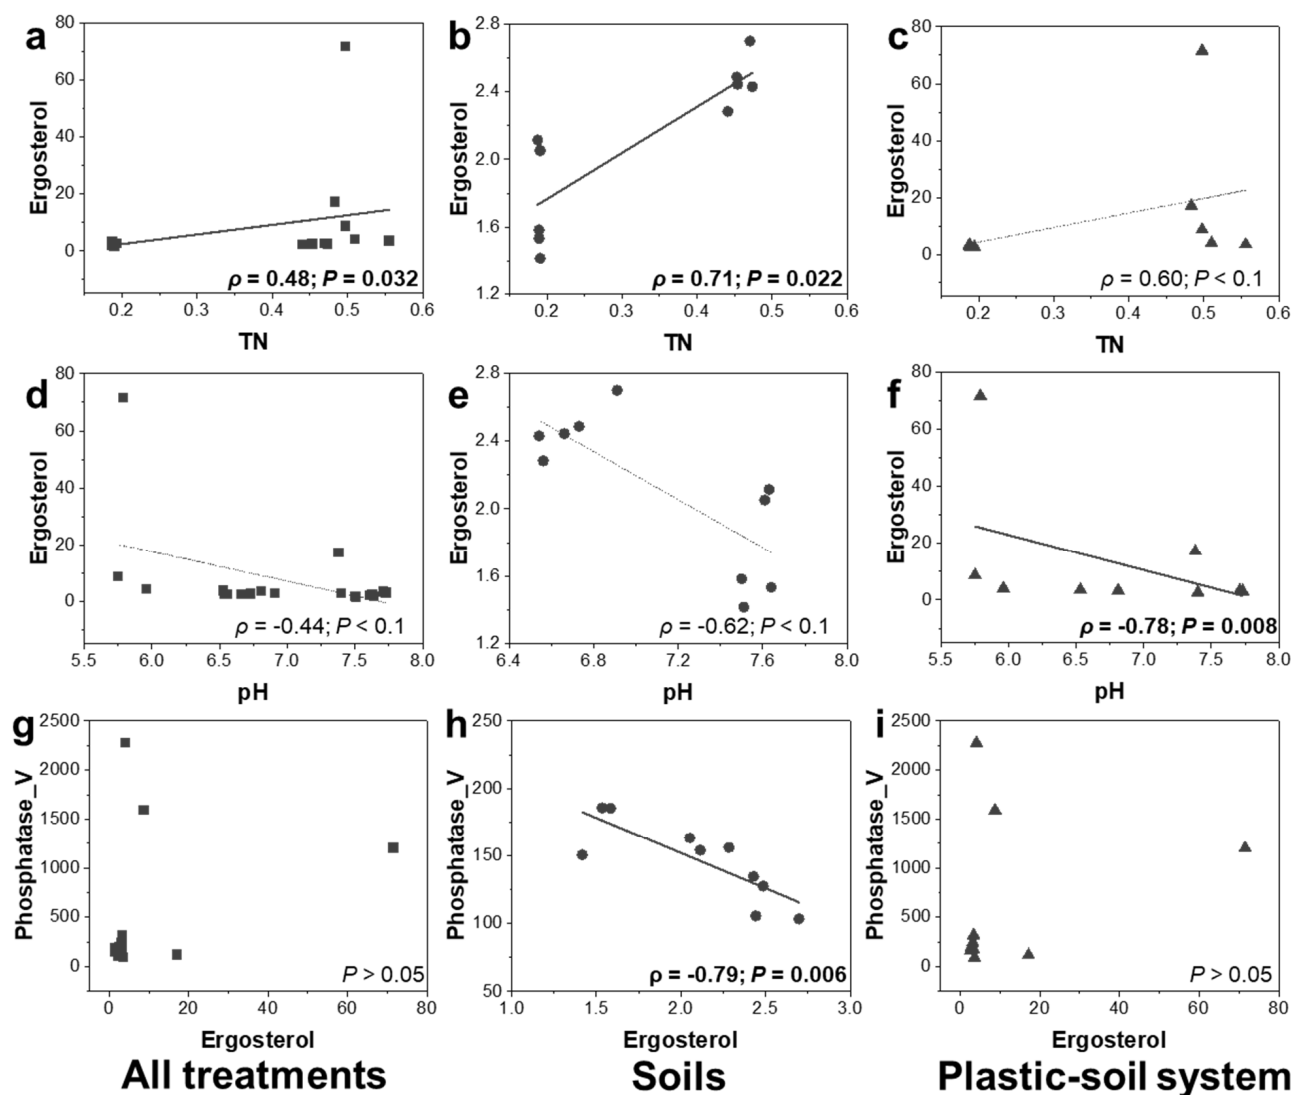 a
80
60
40
20
0
Ergosterol
ρ = 0.48; P = 0.032
0.2 0.3 0.4 0.5 0.6
TN
b
2.8
2.4
2.0
1.6
1.2
Ergosterol
ρ = 0.71; P = 0.022
0.2 0.3 0.4 0.5 0.6
TN
c
80
60
40
20
0
Ergosterol
ρ = 0.60; P < 0.1
0.2 0.3 0.4 0.5 0.6
TN
d
80
60
40
20
0
Ergosterol
ρ = -0.44; P < 0.1
5.5 6.0 6.5 7.0 7.5 8.0
pH
e
2.8
2.4
2.0
1.6
1.2
Ergosterol
ρ = -0.62; P < 0.1
6.4 6.8 7.2 7.6 8.0
pH
f
80
60
40
20
0
Ergosterol
ρ = -0.78; P = 0.008
5.5 6.0 6.5 7.0 7.5 8.0
pH
g
2500
2000
1500
1000
500
0
Phosphatase_V
P > 0.05
0 20 40 60 80
Ergosterol
All treatments
h
250
200
150
100
50
Phosphatase_V
ρ = -0.79; P = 0.006
1.0 1.5 2.0 2.5 3.0
Ergosterol
Soils
i
2500
2000
1500
1000
500
0
Phosphatase_V
P > 0.05
0 20 40 60 80
Ergosterol
Plastic-soil system